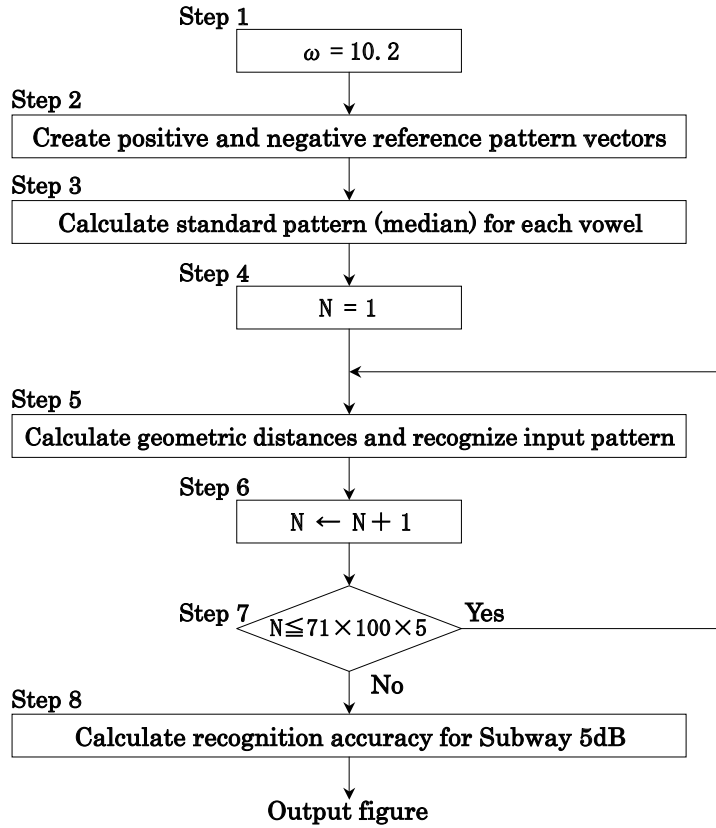 Step 1
ω = 10.2
Step 2
Create positive and negative reference pattern vectors
Step 3
Calculate standard pattern (median) for each vowel
Step 4
N = 1
Step 5
Calculate geometric distances and recognize input pattern
Step 6
N ← N + 1
Step 7
N≦71×100×5
Yes
No
Step 8
Calculate recognition accuracy for Subway 5dB
Output figure